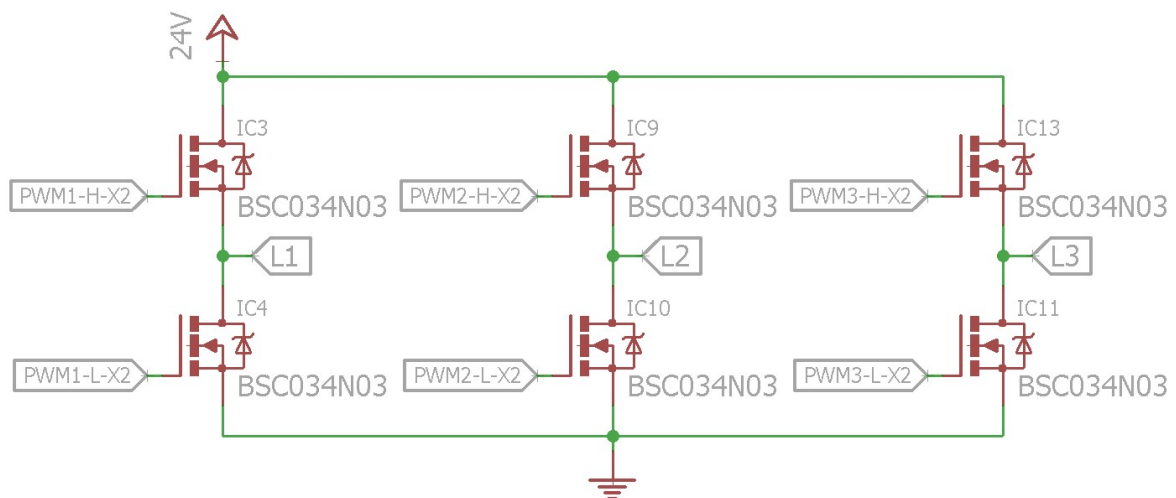 24V
IC3
IC9
IC13
PWM1-H-X2
PWM2-H-X2
PWM3-H-X2
BSC034N03
BSC034N03
BSC034N03
L1
L2
L3
IC4
IC10
IC11
PWM1-L-X2
PWM2-L-X2
PWM3-L-X2
BSC034N03
BSC034N03
BSC034N03